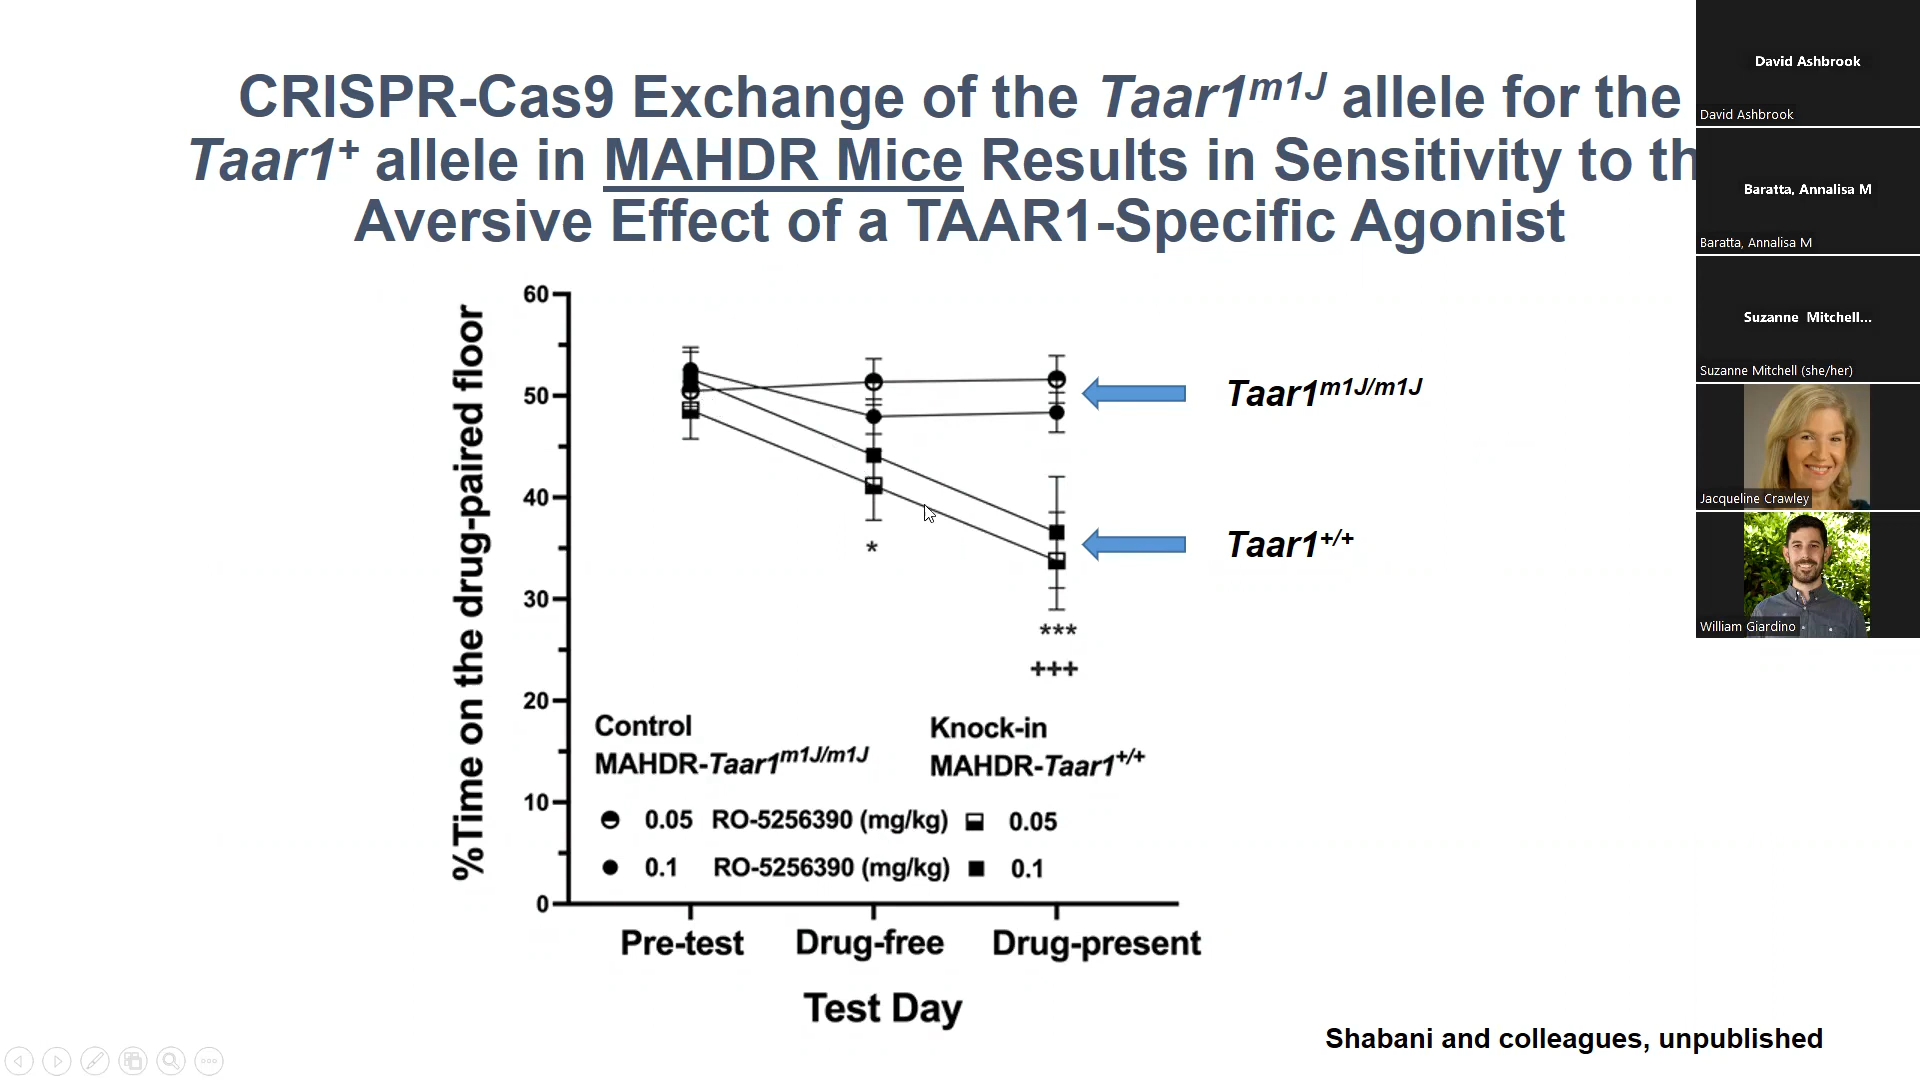 CRISPR-Cas9 Exchange of the Taar1m1J allele for the
Taar1+ allele in MAHDR Mice Results in Sensitivity to th
Aversive Effect of a TAAR1-Specific Agonist
%Time on the drug-paired floor
60
50
40
30
20
10
0
Taar1m1J/m1J
Taar1+/+
*
***
+++
Control
MAHDR-Taar1m1J/m1J
Knock-in
MAHDR-Taar1+/+
0.05 RO-5256390 (mg/kg) 0.05
0.1 RO-5256390 (mg/kg) 0.1
Pre-test Drug-free Drug-present
Test Day
Shabani and colleagues, unpublished
David Ashbrook
David Ashbrook
Baratta, Annalisa M
Baratta, Annalisa M
Suzanne Mitchell...
Suzanne Mitchell (she/her)
Jacqueline Crawley
William Giardino